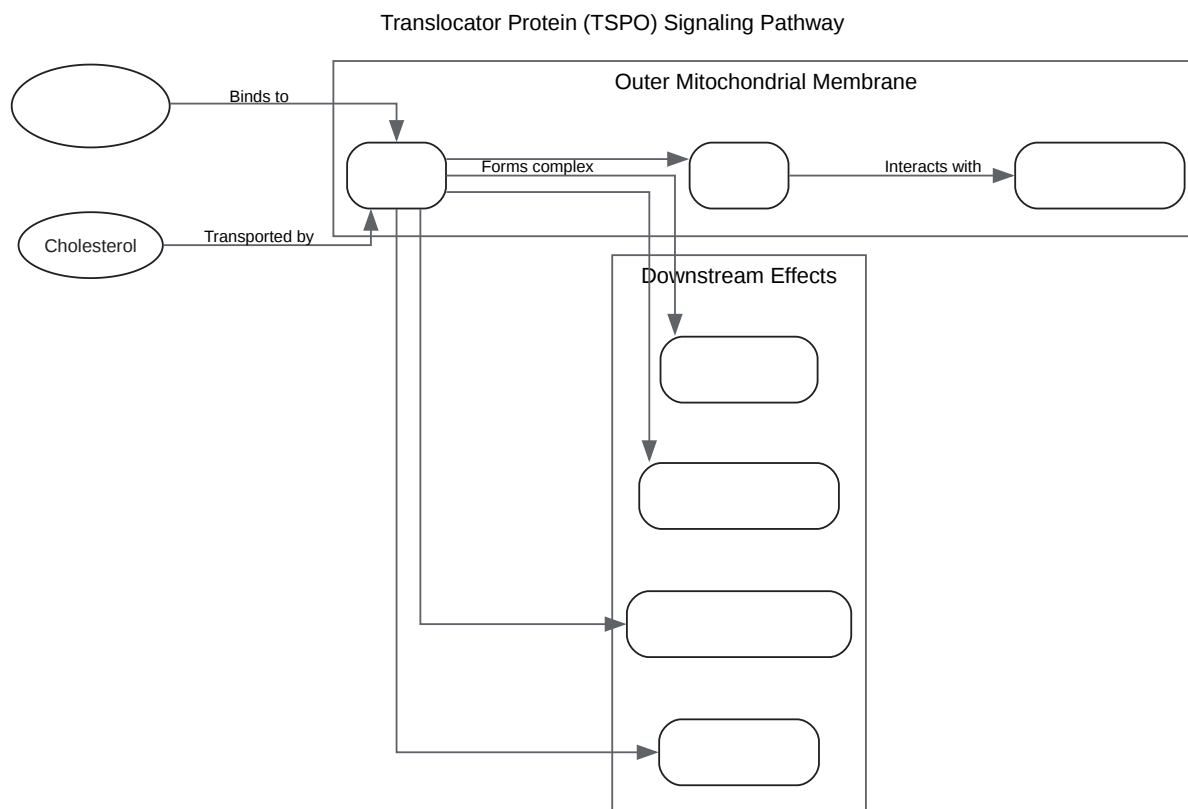 Translocator Protein (TSPO) Signaling Pathway
Outer Mitochondrial Membrane
Binds to
Forms complex
Interacts with
Cholesterol
Transported by
Downstream Effects